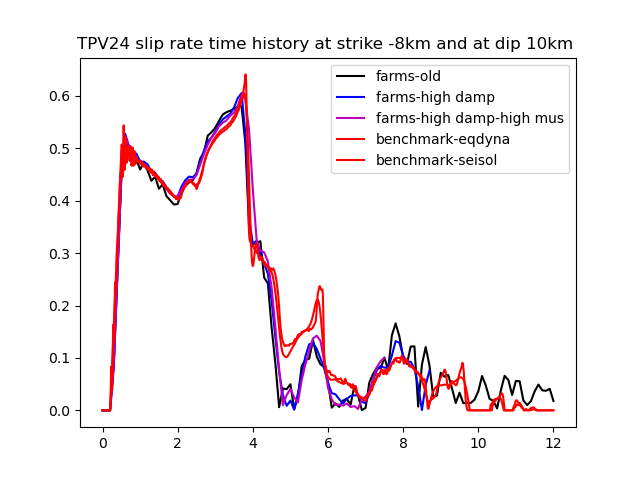 TPV24 slip rate time history at strike -8km and at dip 10km
farms-old
farms-high damp
farms-high damp-high mus
benchmark-eqdyna
benchmark-seisol
0.6
0.5
0.4
0.3
0.2
0.1
0.0
0 2 4 6 8 10 12